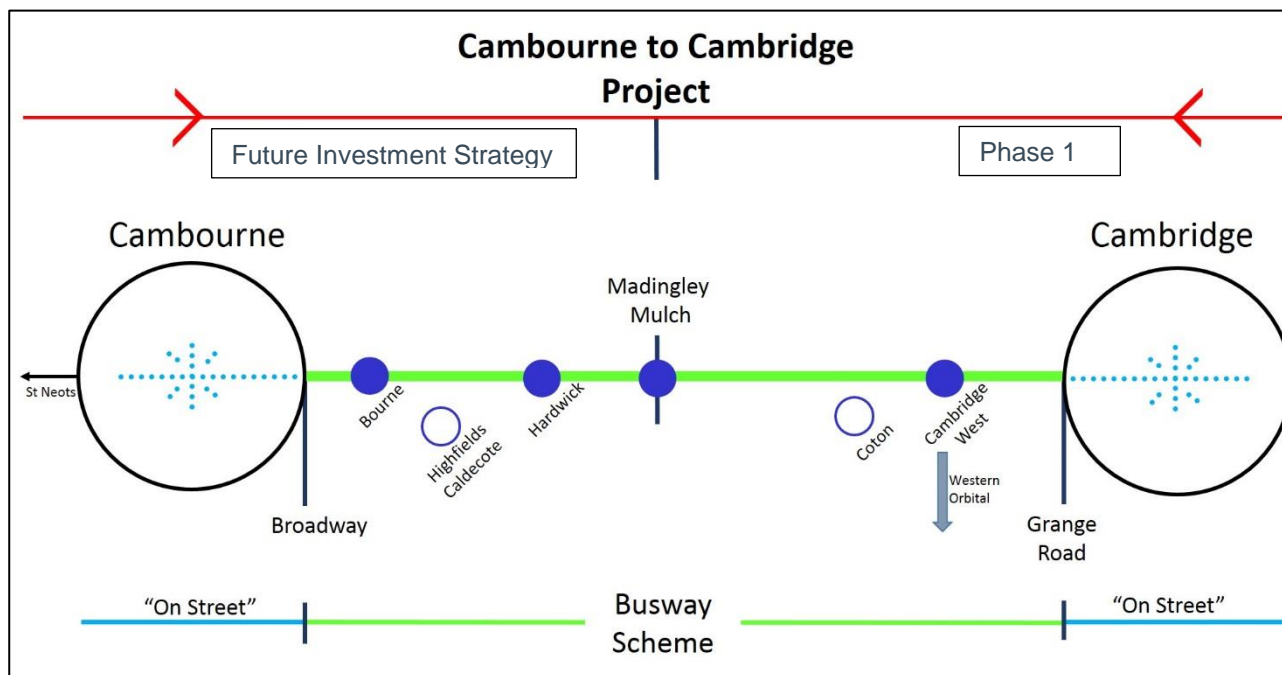 Cambourne to Cambridge
Project
Future Investment Strategy
Phase 1
Cambourne
Cambridge
Madingley
Mulch
St Neots
Bourne
Highfields
Caldecote
Hardwick
Coton
Cambridge
West
Western
Orbital
Broadway
Grange
Road
“On Street”
Busway
Scheme
“On Street”